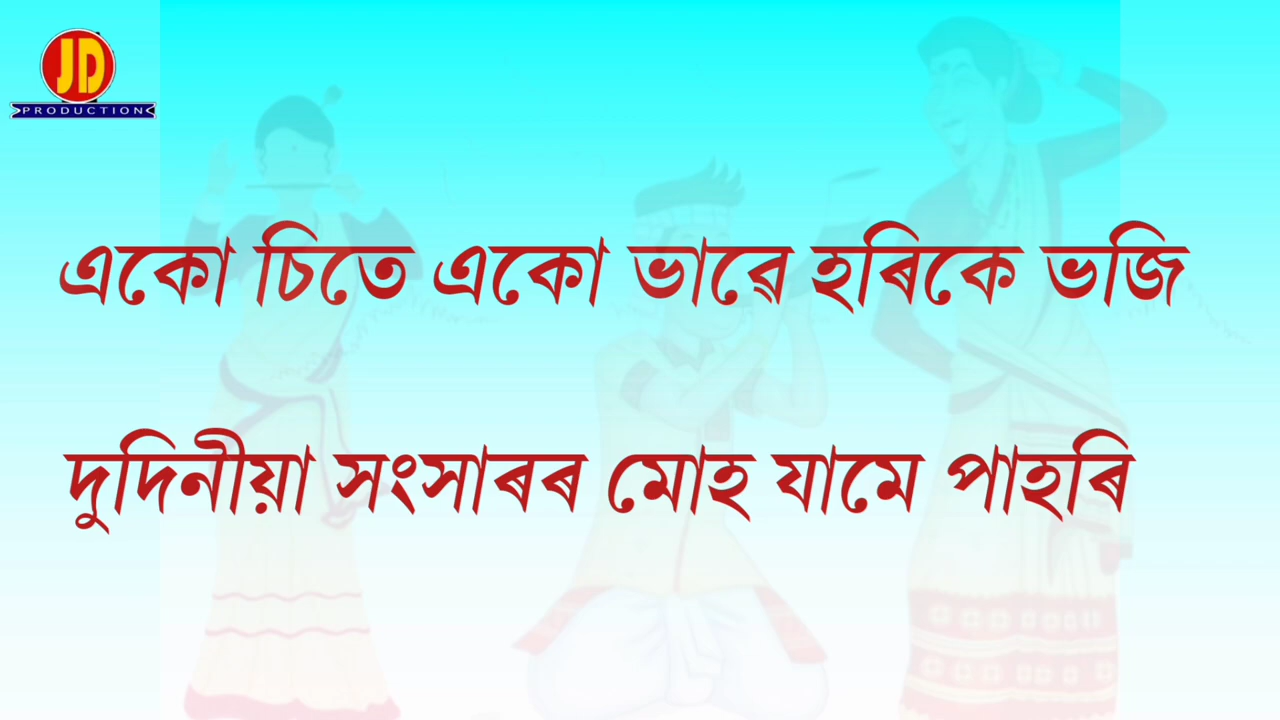 JD
PRODUCTION
একো চিতে একো ভাৱে হৰিকে ভজি
দুদিনীয়া সংসাৰৰ মোহ যামে পাহৰি